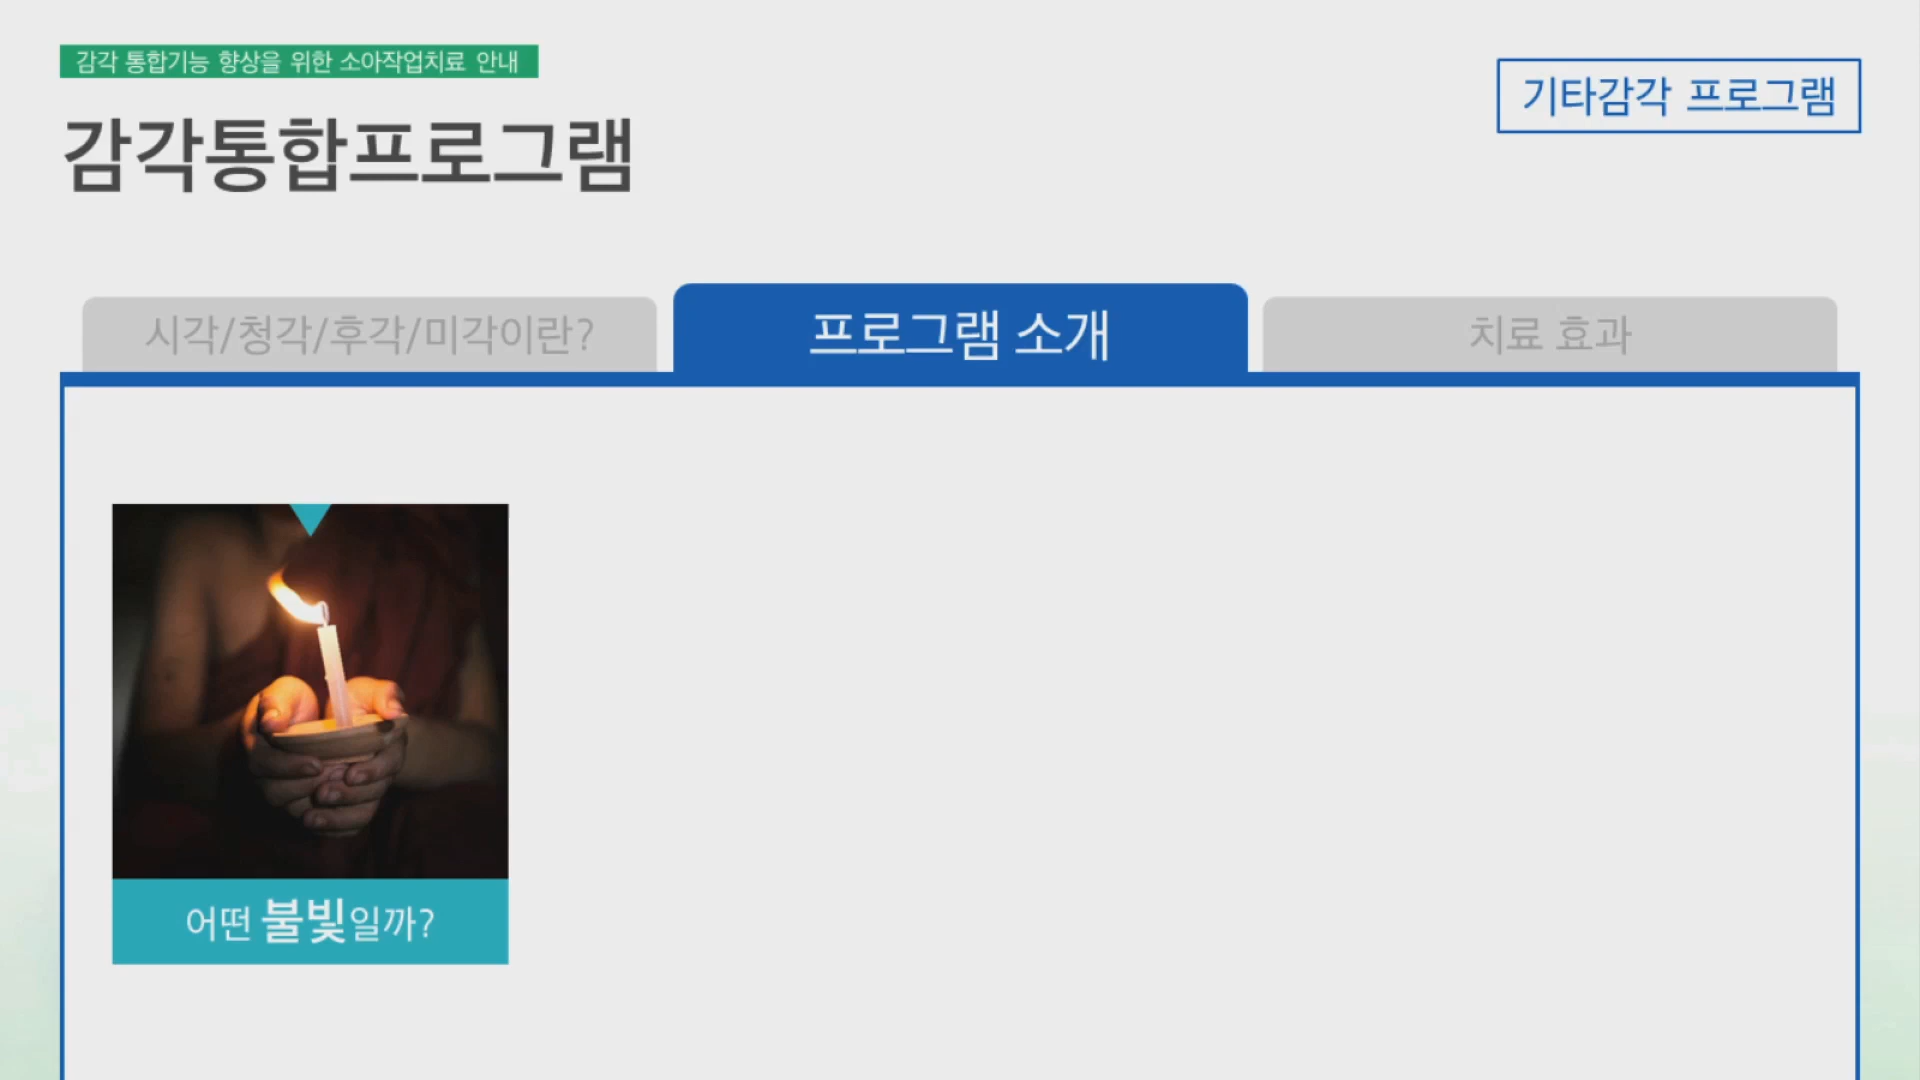 감각 통합기능 향상을 위한 소아작업치료 안내
감각통합프로그램
기타감각 프로그램
시각/청각/후각/미각이란?
프로그램 소개
치료 효과
어떤 불빛일까?